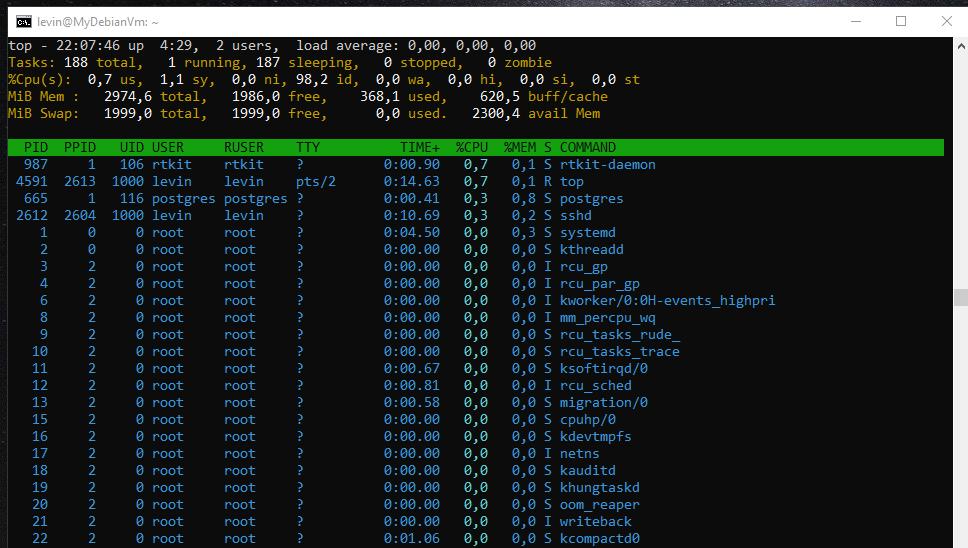 levin@MyDebianVm: ~
top - 22:07:46 up  4:29,  2 users,  load average: 0,00, 0,00, 0,00
Tasks: 188 total,   1 running, 187 sleeping,   0 stopped,   0 zombie
%Cpu(s):  0,7 us,  1,1 sy,  0,0 ni, 98,2 id,  0,0 wa,  0,0 hi,  0,0 si,  0,0 st
MiB Mem :   2974,6 total,   1986,0 free,    368,1 used,    620,5 buff/cache
MiB Swap:   1999,0 total,   1999,0 free,      0,0 used.   2300,4 avail Mem
PID  PPID   UID USER     RUSER    TTY          TIME+  %CPU  %MEM S COMMAND
987     1   106 rtkit    rtkit    ?          0:00.90   0,7   0,1 S rtkit-daemon
4591  2613  1000 levin    levin    pts/2      0:14.63   0,7   0,1 R top
665     1   116 postgres postgres ?          0:00.41   0,3   0,8 S postgres
2612  2604  1000 levin    levin    ?          0:10.69   0,3   0,2 S sshd
1     0     0 root     root     ?          0:04.50   0,0   0,3 S systemd
2     0     0 root     root     ?          0:00.00   0,0   0,0 S kthreadd
3     2     0 root     root     ?          0:00.00   0,0   0,0 I rcu_gp
4     2     0 root     root     ?          0:00.00   0,0   0,0 I rcu_par_gp
6     2     0 root     root     ?          0:00.00   0,0   0,0 I kworker/0:0H-events_highpri
8     2     0 root     root     ?          0:00.00   0,0   0,0 I mm_percpu_wq
9     2     0 root     root     ?          0:00.00   0,0   0,0 S rcu_tasks_rude_
10     2     0 root     root     ?          0:00.00   0,0   0,0 S rcu_tasks_trace
11     2     0 root     root     ?          0:00.67   0,0   0,0 S ksoftirqd/0
12     2     0 root     root     ?          0:00.81   0,0   0,0 I rcu_sched
13     2     0 root     root     ?          0:00.58   0,0   0,0 S migration/0
15     2     0 root     root     ?          0:00.00   0,0   0,0 S cpuhp/0
16     2     0 root     root     ?          0:00.00   0,0   0,0 S kdevtmpfs
17     2     0 root     root     ?          0:00.00   0,0   0,0 I netns
18     2     0 root     root     ?          0:00.00   0,0   0,0 S kauditd
19     2     0 root     root     ?          0:00.00   0,0   0,0 S khungtaskd
20     2     0 root     root     ?          0:00.00   0,0   0,0 S oom_reaper
21     2     0 root     root     ?          0:00.00   0,0   0,0 I writeback
22     2     0 root     root     ?          0:01.06   0,0   0,0 S kcompactd0